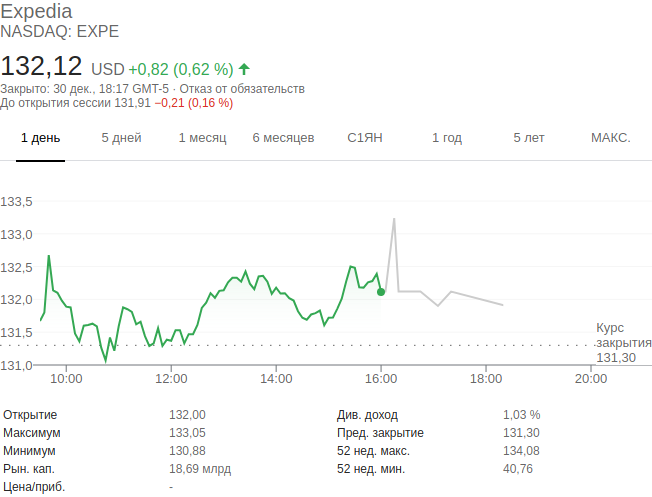 Expedia
NASDAQ: EXPE
132,12 USD +0,82 (0,62 %)
Закрыто: 30 дек., 18:17 GMT-5 · Отказ от обязательств
До открытия сессии 131,91 −0,21 (0,16 %)
1 день 5 дней 1 месяц 6 месяцев С1ЯН 1 год 5 лет МАКС.
133,5
133,0
132,5
132,0
131,5
131,0
Курс
закрытия
131,30
10:00 12:00 14:00 16:00 18:00 20:00
Открытие 132,00 Див. доход 1,03 %
Максимум 133,05 Пред. закрытие 131,30
Минимум 130,88 52 нед. макс. 134,08
Рын. кап. 18,69 млрд 52 нед. мин. 40,76
Цена/приб. -